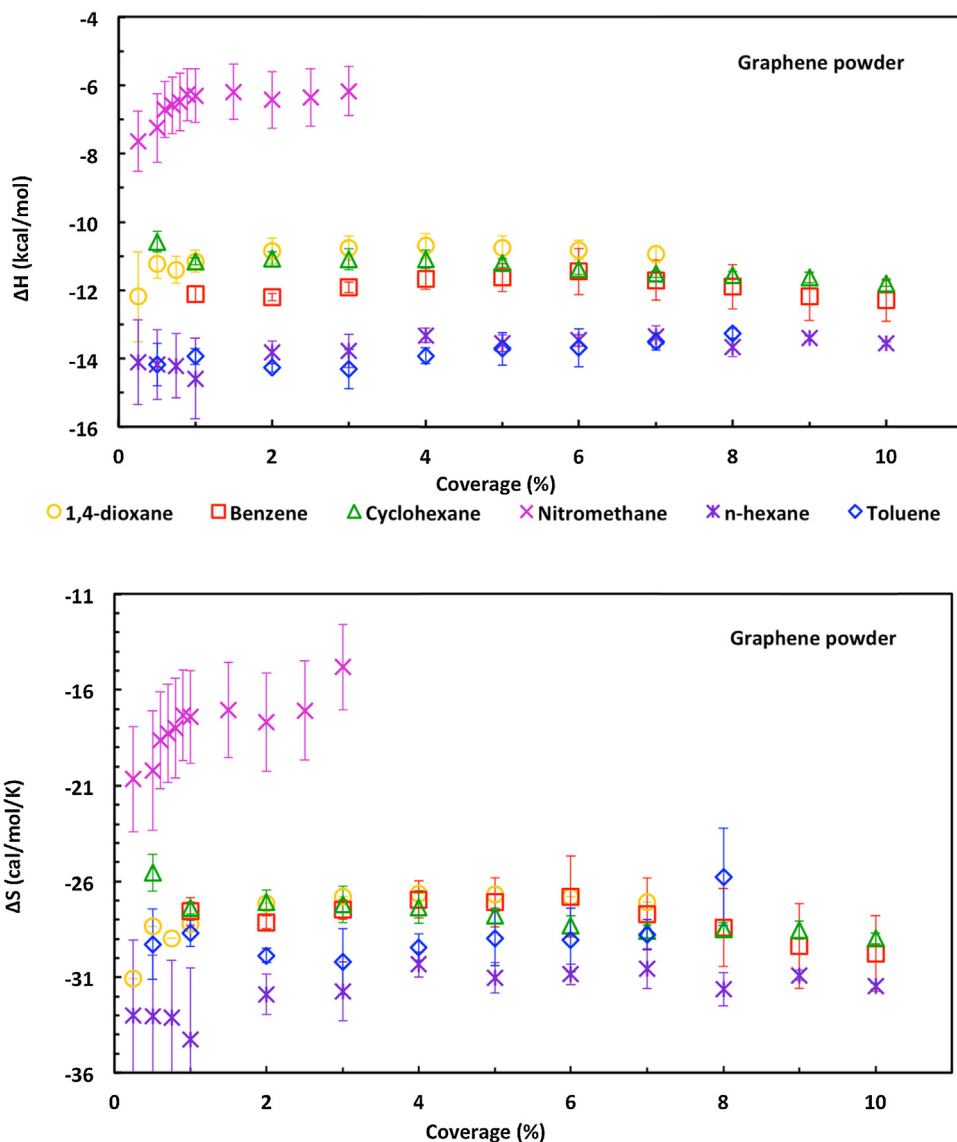 -4
Graphene powder
-6
-8
-10
-12
-14
-16
ΔH (kcal/mol)
0 2 4 6 8 10
Coverage (%)
1,4-dioxane Benzene Cyclohexane Nitromethane n-hexane Toluene
-11
Graphene powder
-16
-21
-26
-31
-36
ΔS (cal/mol/K)
0 2 4 6 8 10
Coverage (%)